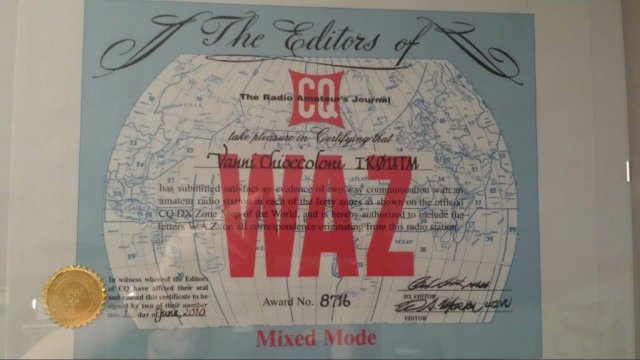 The Editors of
CQ
The Radio Amateur's Journal
take pleasure in Certifying that
Vanni Chioccoloni IKØUTM
has submitted satisfactory evidence of two-way communication with an
amateur radio station in each of the forty zones as shown on the official
CQ DX Zone Map of the World, and is hereby authorized to include the
letters W.A.Z. on all correspondence originating from this radio station.
WAZ
In witness whereof the Editors
of CQ have affixed their seal
and caused this certificate to be
signed by two of their number
this 1 day of June, 2010
Award No. 8716
DX EDITOR
EDITOR
Mixed Mode